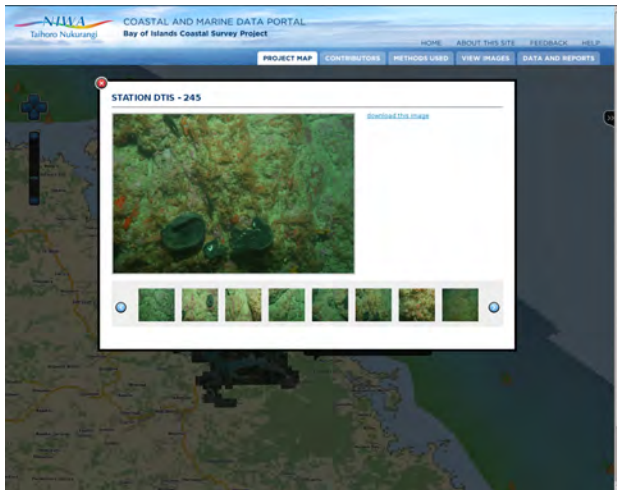 NIWA
Taihoro Nukurangi
COASTAL AND MARINE DATA PORTAL
Bay of Islands Coastal Survey Project
HOME ABOUT THIS SITE FEEDBACK HELP
PROJECT MAP CONTRIBUTORS METHODS USED VIEW IMAGES DATA AND REPORTS
STATION DTIS - 245
download this image